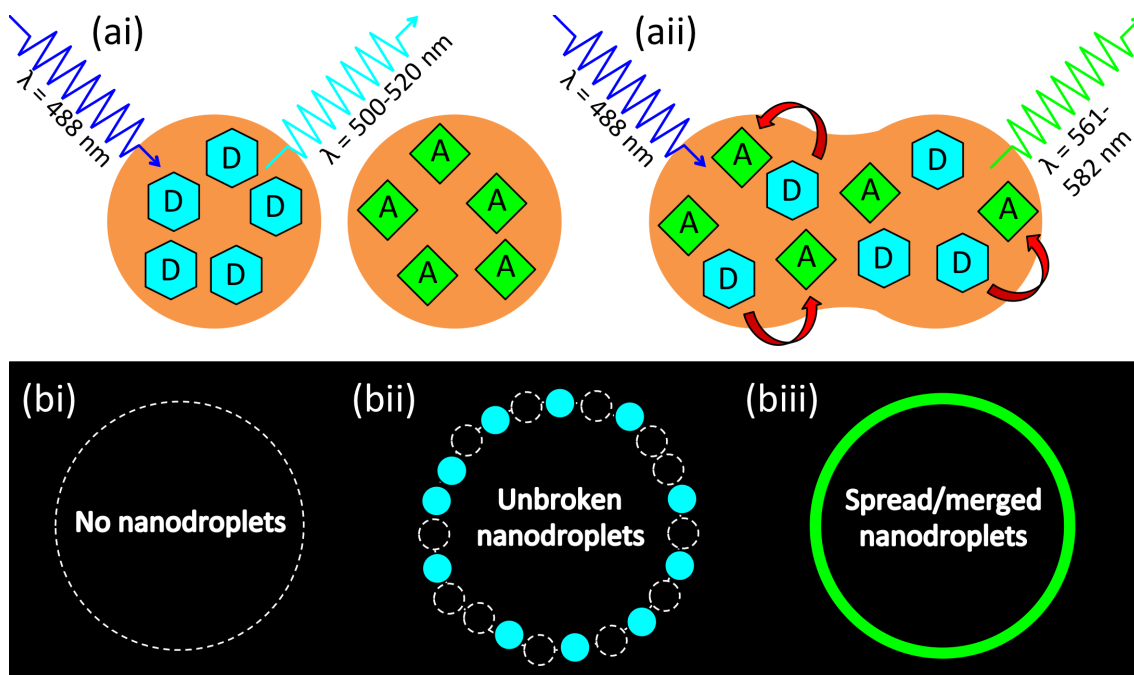 (ai)
λ = 488 nm
λ = 500-520 nm
D
D
D
D
D
A
A
A
A
A
(aii)
λ = 488 nm
λ = 561-
582 nm
A
D
D
A
A
A
D
A
D
D
(bi)
No nanodroplets
(bii)
Unbroken
nanodroplets
(biii)
Spread/merged
nanodroplets